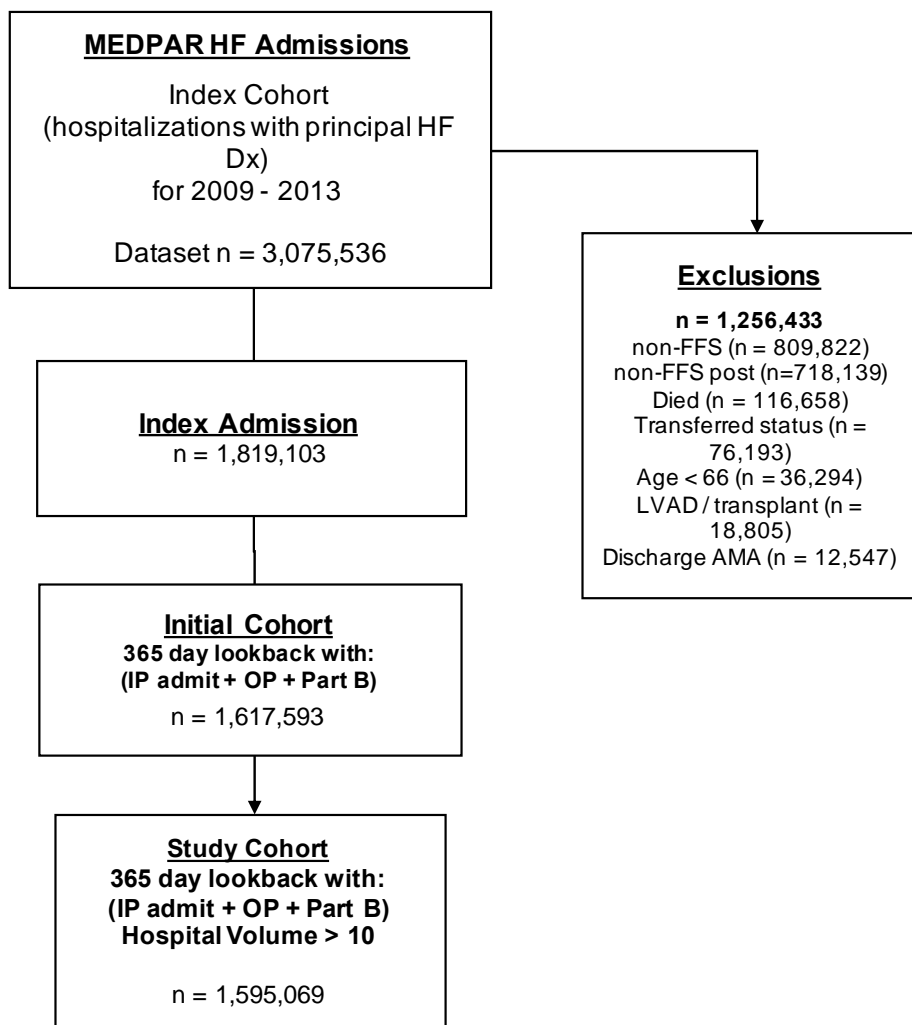 MEDPAR HF Admissions
Index Cohort
(hospitalizations with principal HF
Dx)
for 2009 - 2013
Dataset n = 3,075,536
Exclusions
n = 1,256,433
non-FFS (n = 809,822)
non-FFS post (n=718,139)
Died (n = 116,658)
Transferred status (n =
76,193)
Age < 66 (n = 36,294)
LVAD / transplant (n =
18,805)
Discharge AMA (n = 12,547)
Index Admission
n = 1,819,103
Initial Cohort
365 day lookback with:
(IP admit + OP + Part B)
n = 1,617,593
Study Cohort
365 day lookback with:
(IP admit + OP + Part B)
Hospital Volume > 10
n = 1,595,069